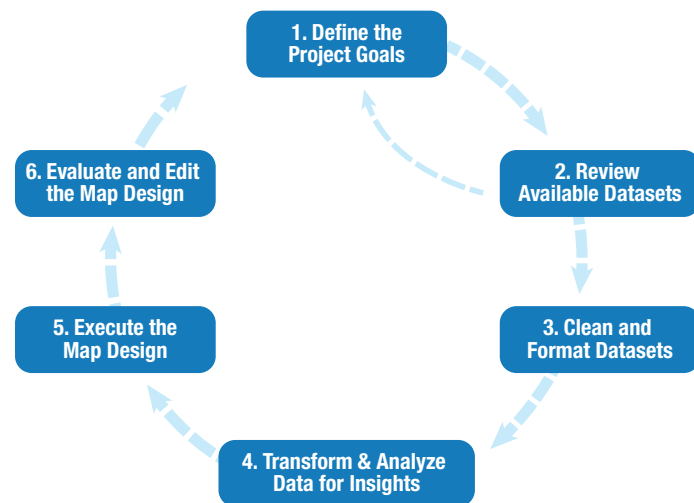 1. Define the
Project Goals
2. Review
Available Datasets
3. Clean and
Format Datasets
4. Transform & Analyze
Data for Insights
5. Execute the
Map Design
6. Evaluate and Edit
the Map Design